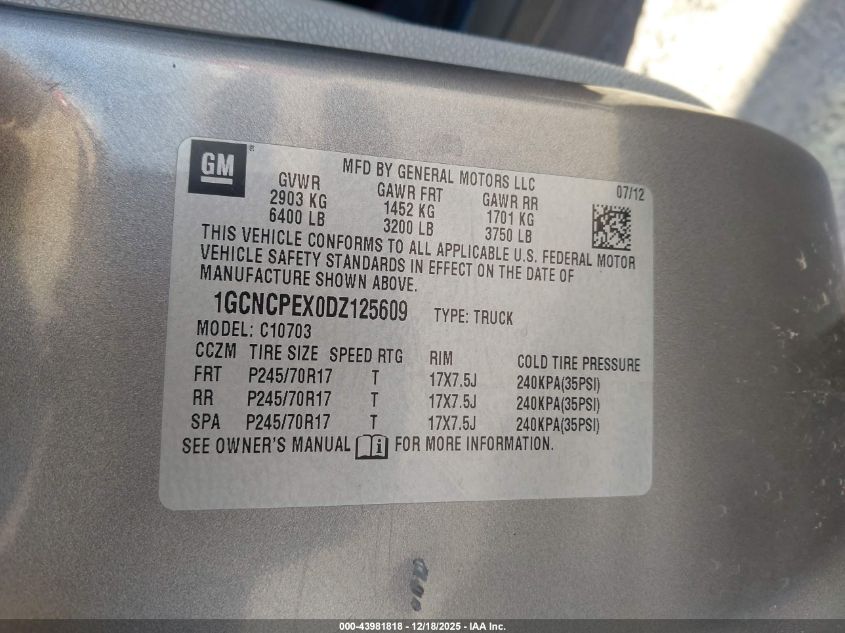 GM®
MFD BY GENERAL MOTORS LLC
07/12
GVWR GAWR FRT GAWR RR
2903 KG 1452 KG 1701 KG
6400 LB 3200 LB 3750 LB
THIS VEHICLE CONFORMS TO ALL APPLICABLE U.S. FEDERAL MOTOR
VEHICLE SAFETY STANDARDS IN EFFECT ON THE DATE OF
MANUFACTURE SHOWN ABOVE.
1GCNCPEX0DZ125609 TYPE: TRUCK
MODEL: C10703
CCZM TIRE SIZE SPEED RTG RIM COLD TIRE PRESSURE
FRT P245/70R17 T 17X7.5J 240KPA(35PSI)
RR P245/70R17 T 17X7.5J 240KPA(35PSI)
SPA P245/70R17 T 17X7.5J 240KPA(35PSI)
SEE OWNER'S MANUAL i FOR MORE INFORMATION.
000-43981818 - 12/18/2025 - IAA Inc.